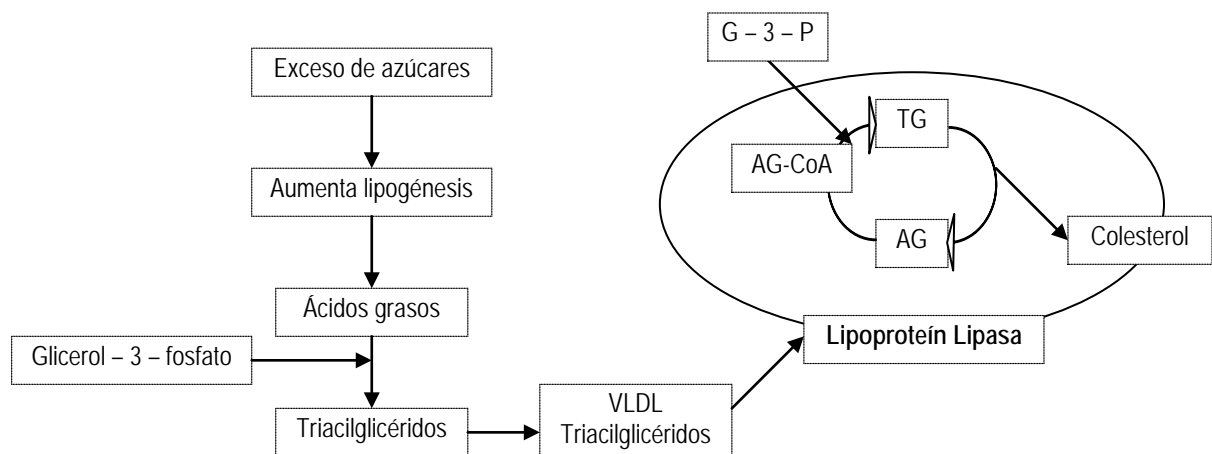 Exceso de azúcares
Aumenta lipogénesis
Ácidos grasos
Glicerol – 3 – fosfato
Triacilglicéridos
VLDL
Triacilglicéridos
G – 3 – P
TG
AG-CoA
AG
Colesterol
Lipoproteín Lipasa